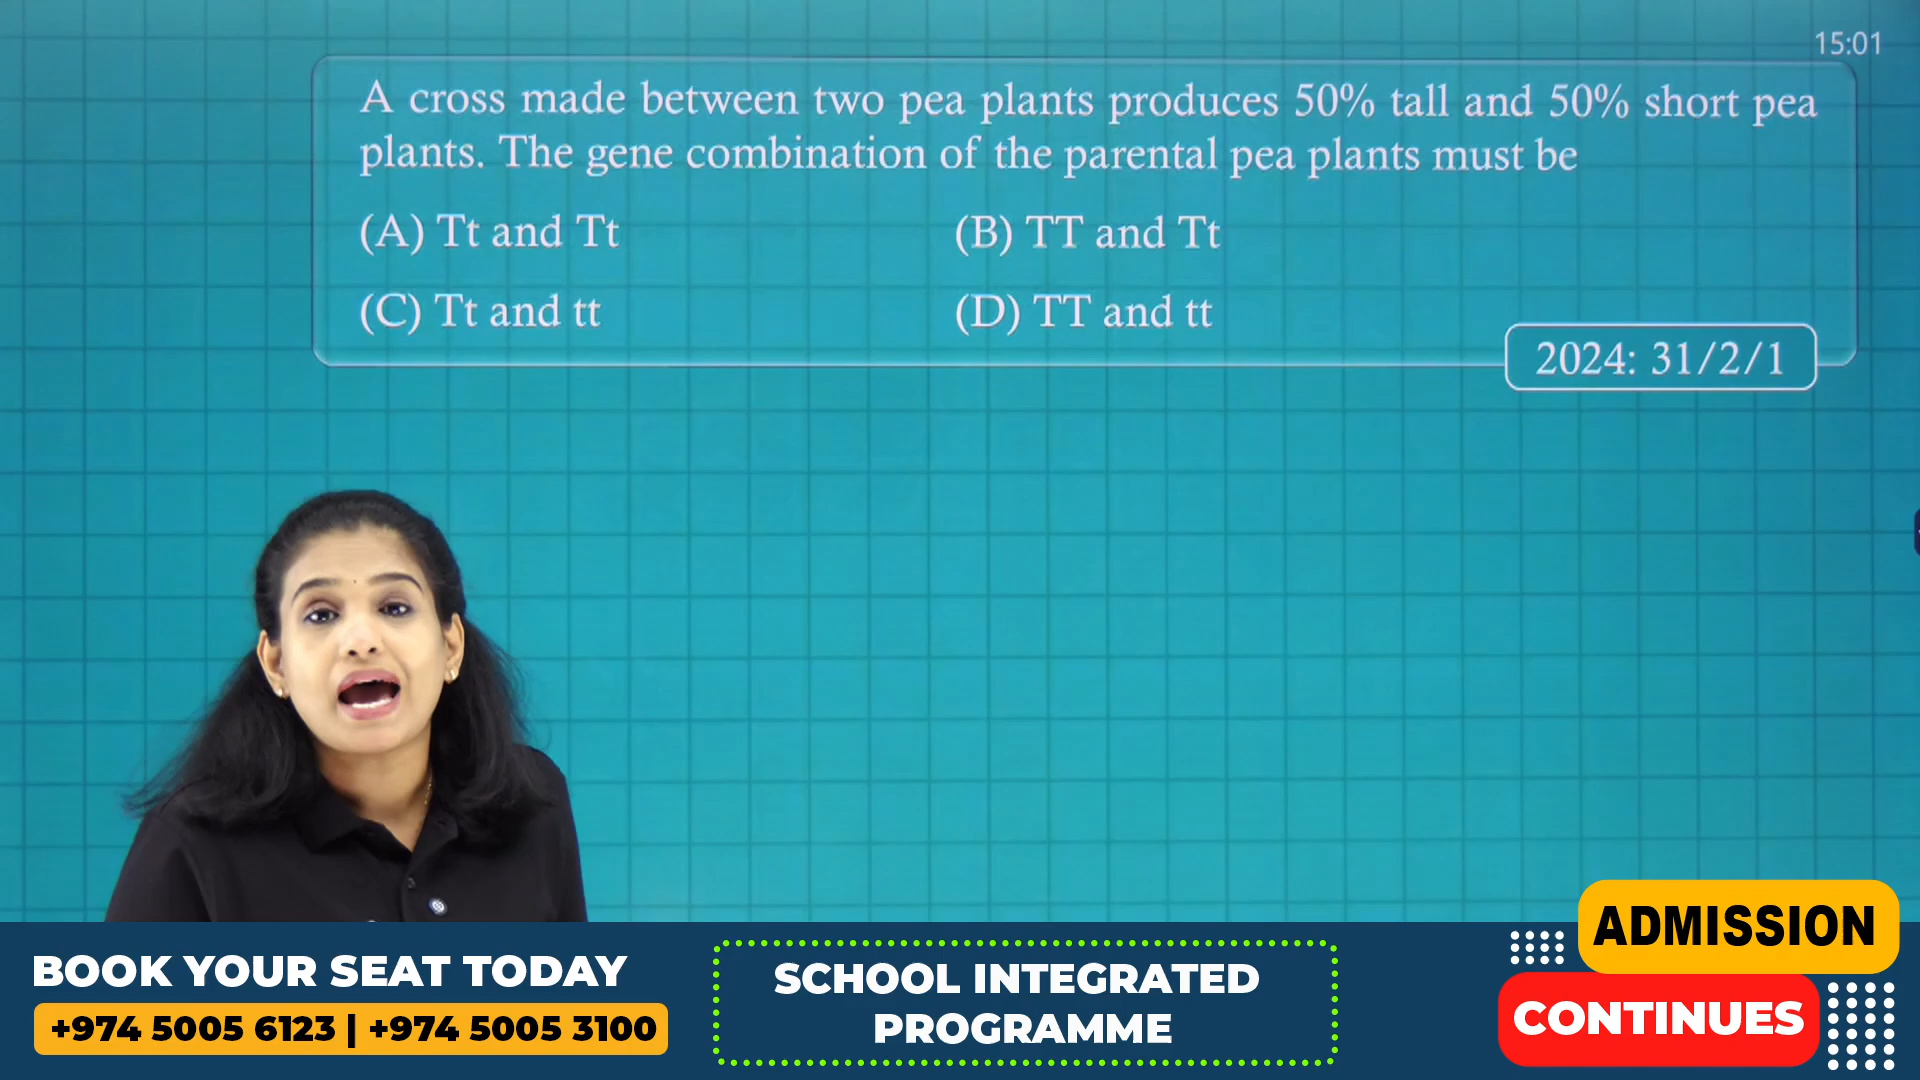 15:01
A cross made between two pea plants produces 50% tall and 50% short pea
plants. The gene combination of the parental pea plants must be
(A) Tt and Tt
(B) TT and Tt
(C) Tt and tt
(D) TT and tt
2024: 31/2/1
BOOK YOUR SEAT TODAY
+974 5005 6123 | +974 5005 3100
SCHOOL INTEGRATED
PROGRAMME
ADMISSION
CONTINUES